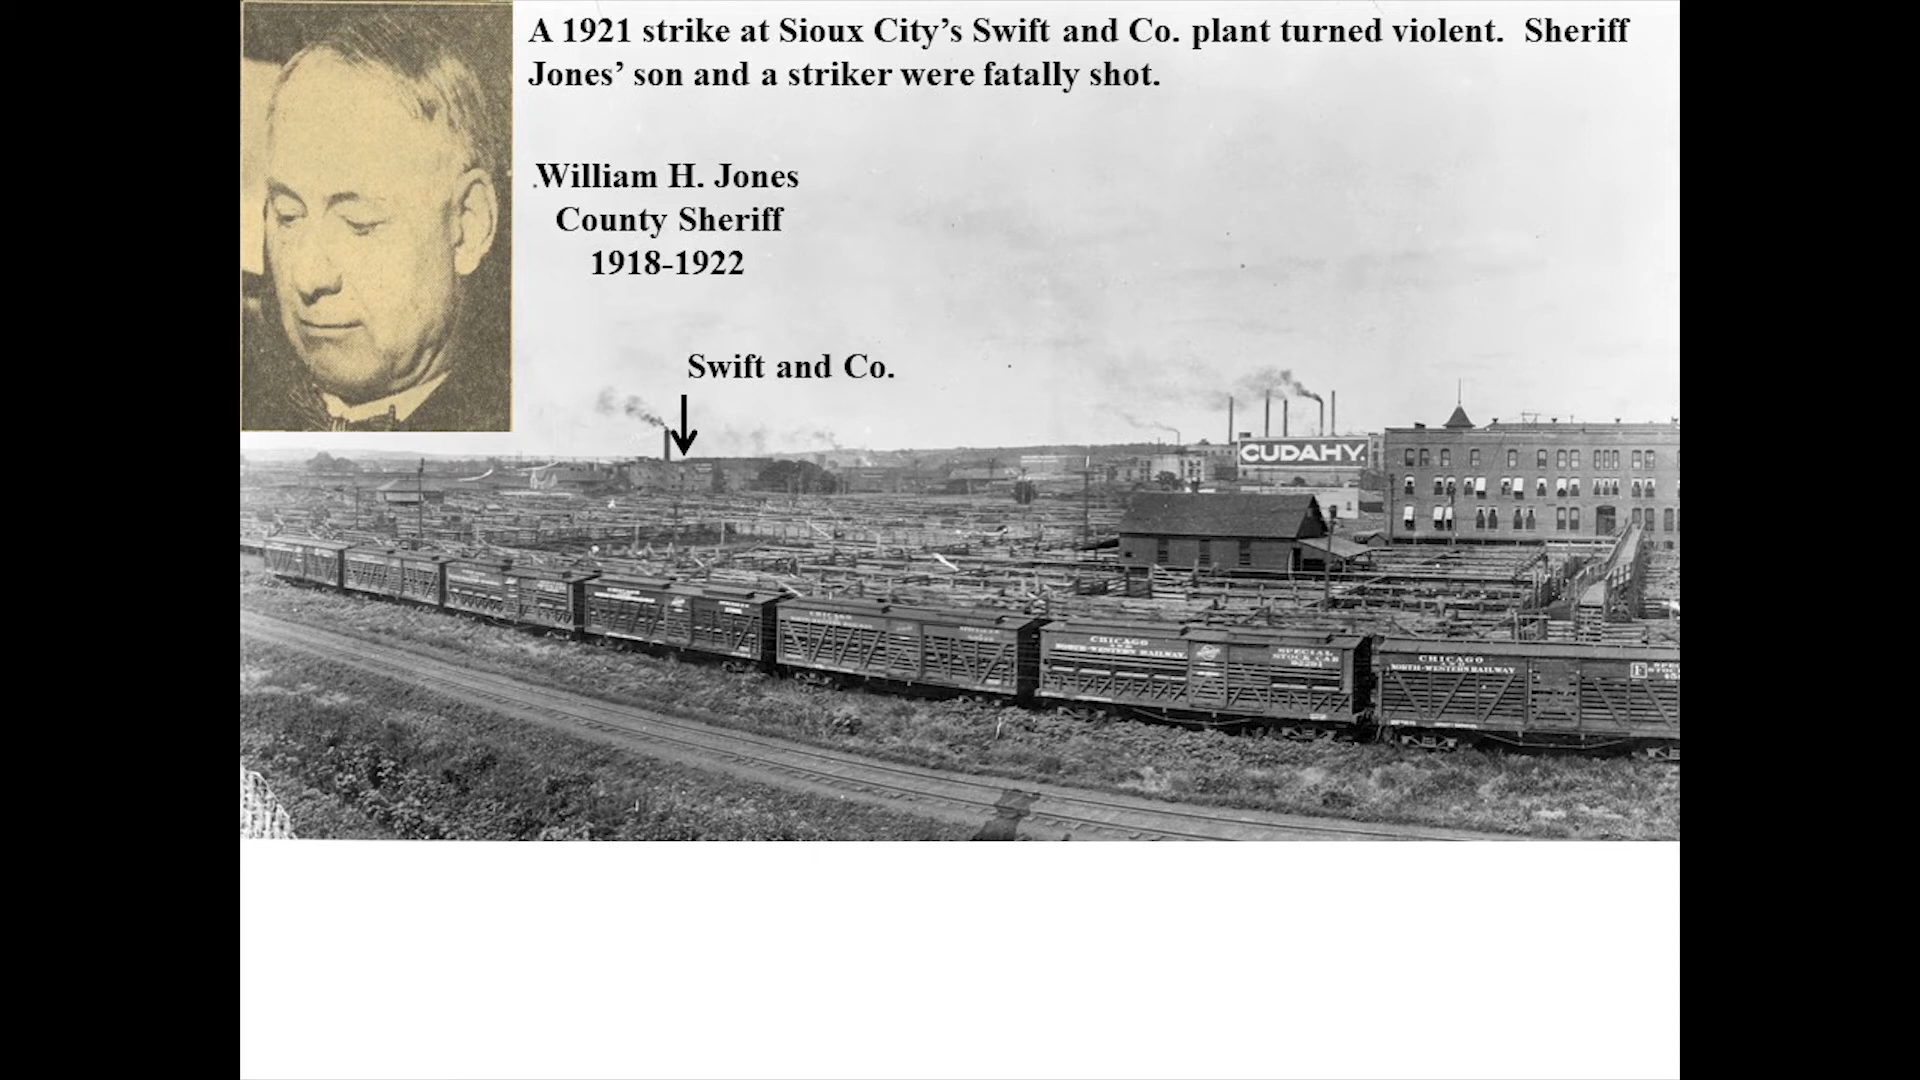 A 1921 strike at Sioux City’s Swift and Co. plant turned violent. Sheriff
Jones’ son and a striker were fatally shot.
.William H. Jones
County Sheriff
1918-1922
Swift and Co.
CUDAHY.
CHICAGO
CHICAGO
NORTH-WESTERN RAILWAY.
SPECIAL
STOCK CAR
CHICAGO
NORTH-WESTERN RAILWAY